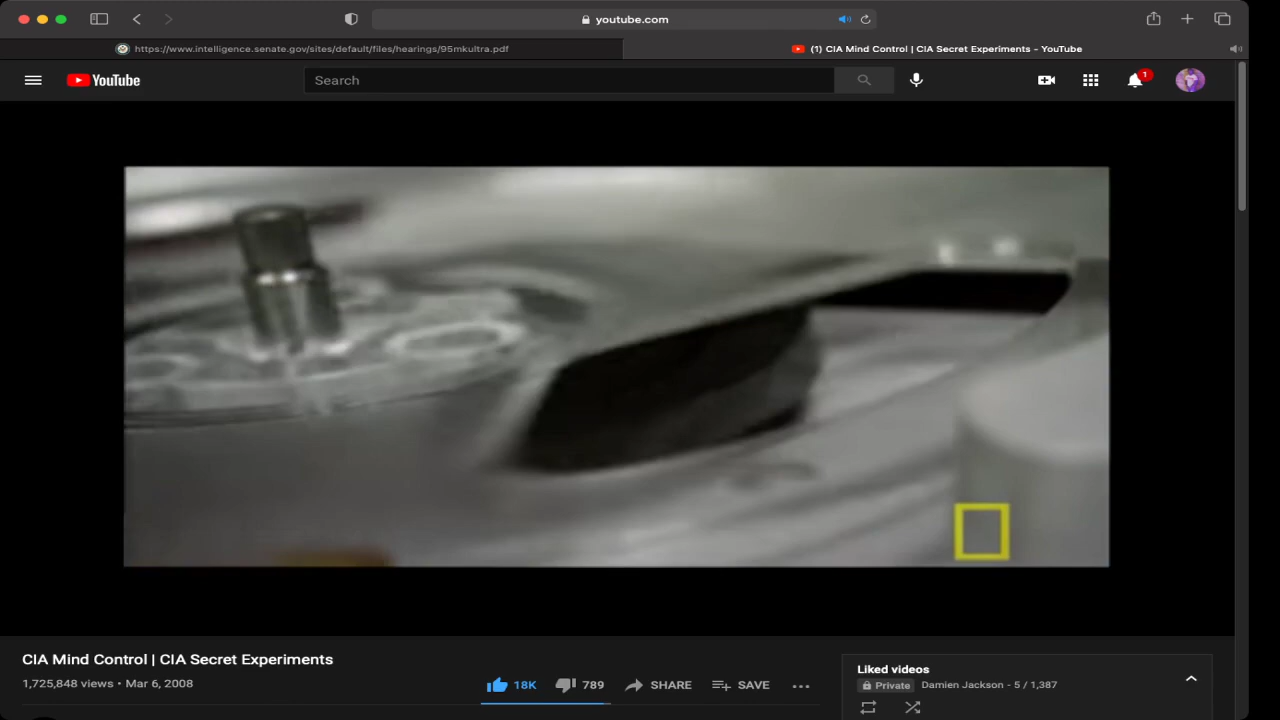 youtube.com
https://www.intelligence.senate.gov/sites/default/files/hearings/95mkultra.pdf
(1) CIA Mind Control | CIA Secret Experiments - YouTube
YouTube
Search
1
CIA Mind Control | CIA Secret Experiments
1,725,848 views • Mar 6, 2008
18K
789
SHARE
SAVE
Liked videos
Private
Damien Jackson - 5 / 1,387